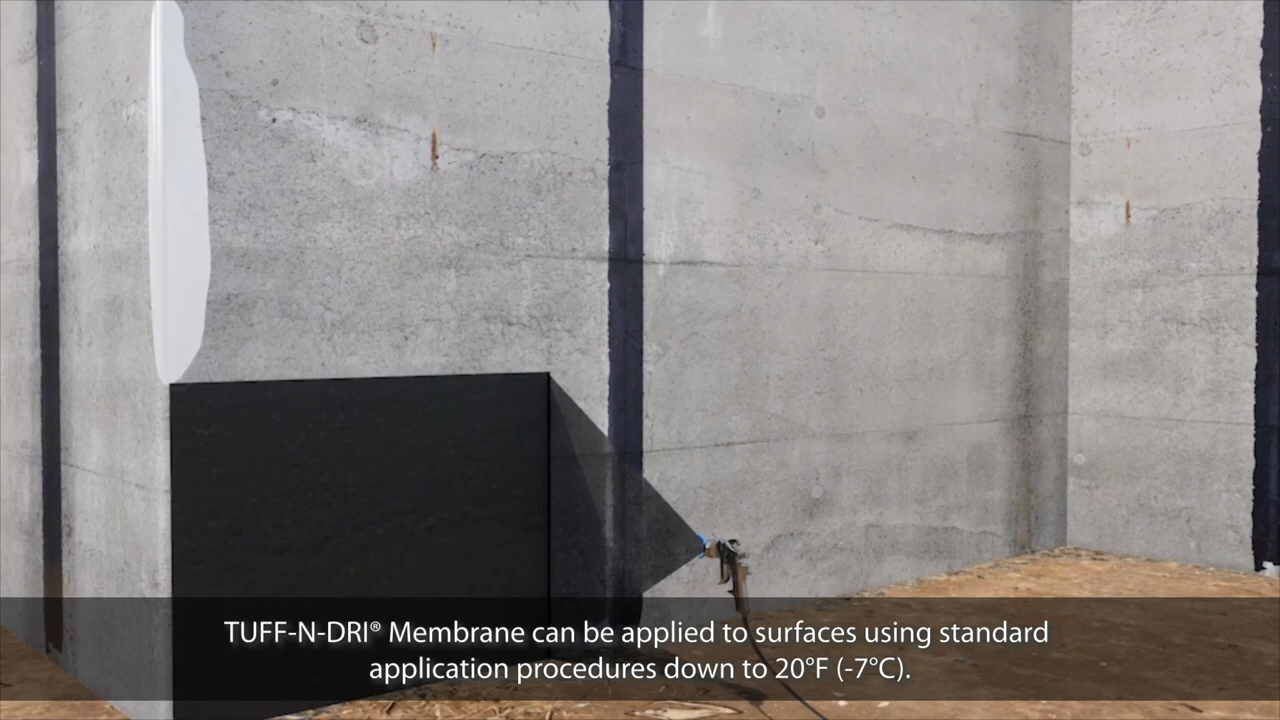 TUFF-N-DRI® Membrane can be applied to surfaces using standard
application procedures down to 20°F (-7°C).